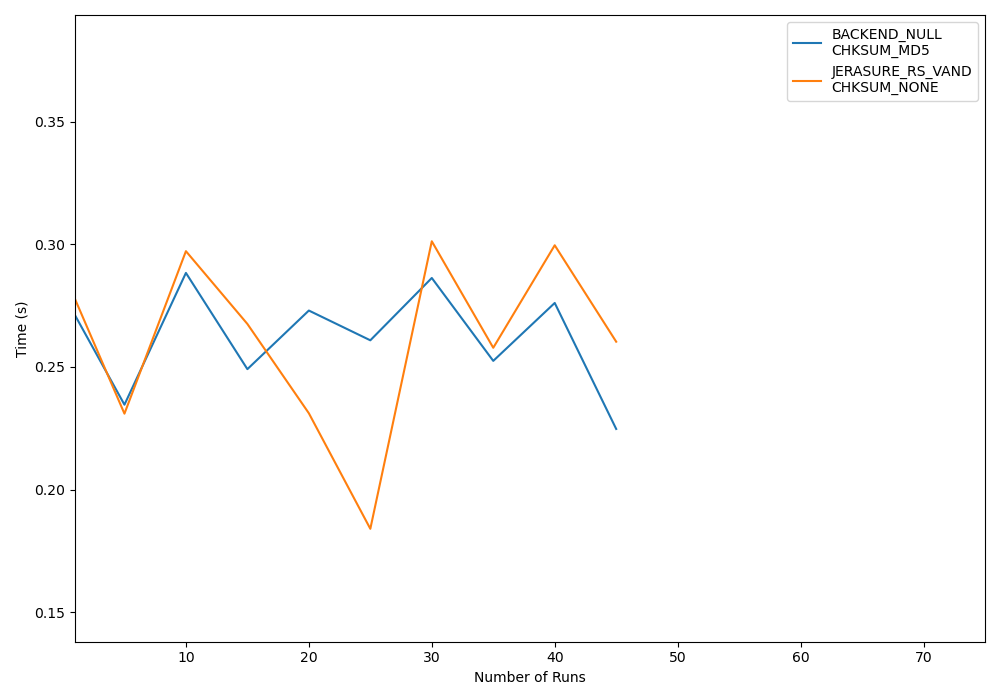 BACKEND_NULL
CHKSUM_MD5
JERASURE_RS_VAND
CHKSUM_NONE
0.35
0.30
0.25
0.20
0.15
Time (s)
10 20 30 40 50 60 70
Number of Runs